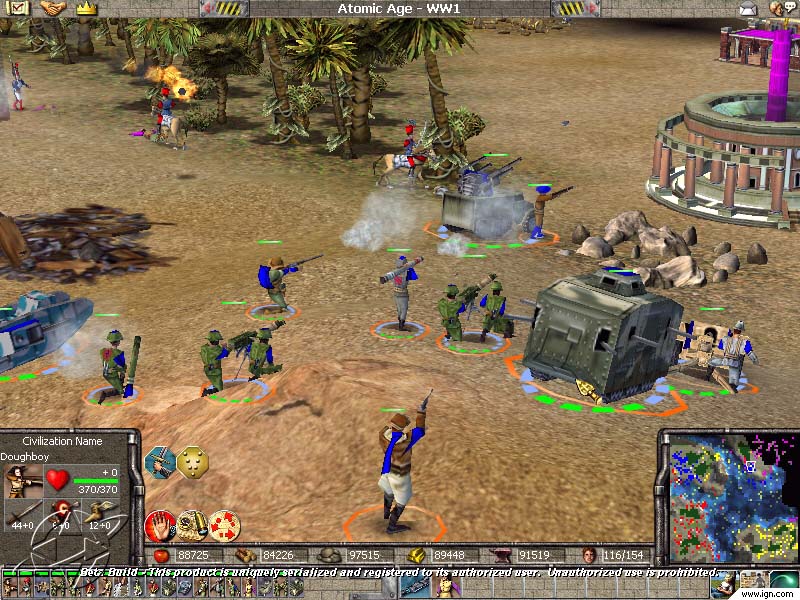 Atomic Age - WW1
Civilization Name
Doughboy
+ 0
370/370
44+0
12+0
88725
84226
97515
89448
91519
116/154
Beta Build - This product is uniquely serialized and registered to its authorized user. Unauthorized use is prohibited.
www.ign.com